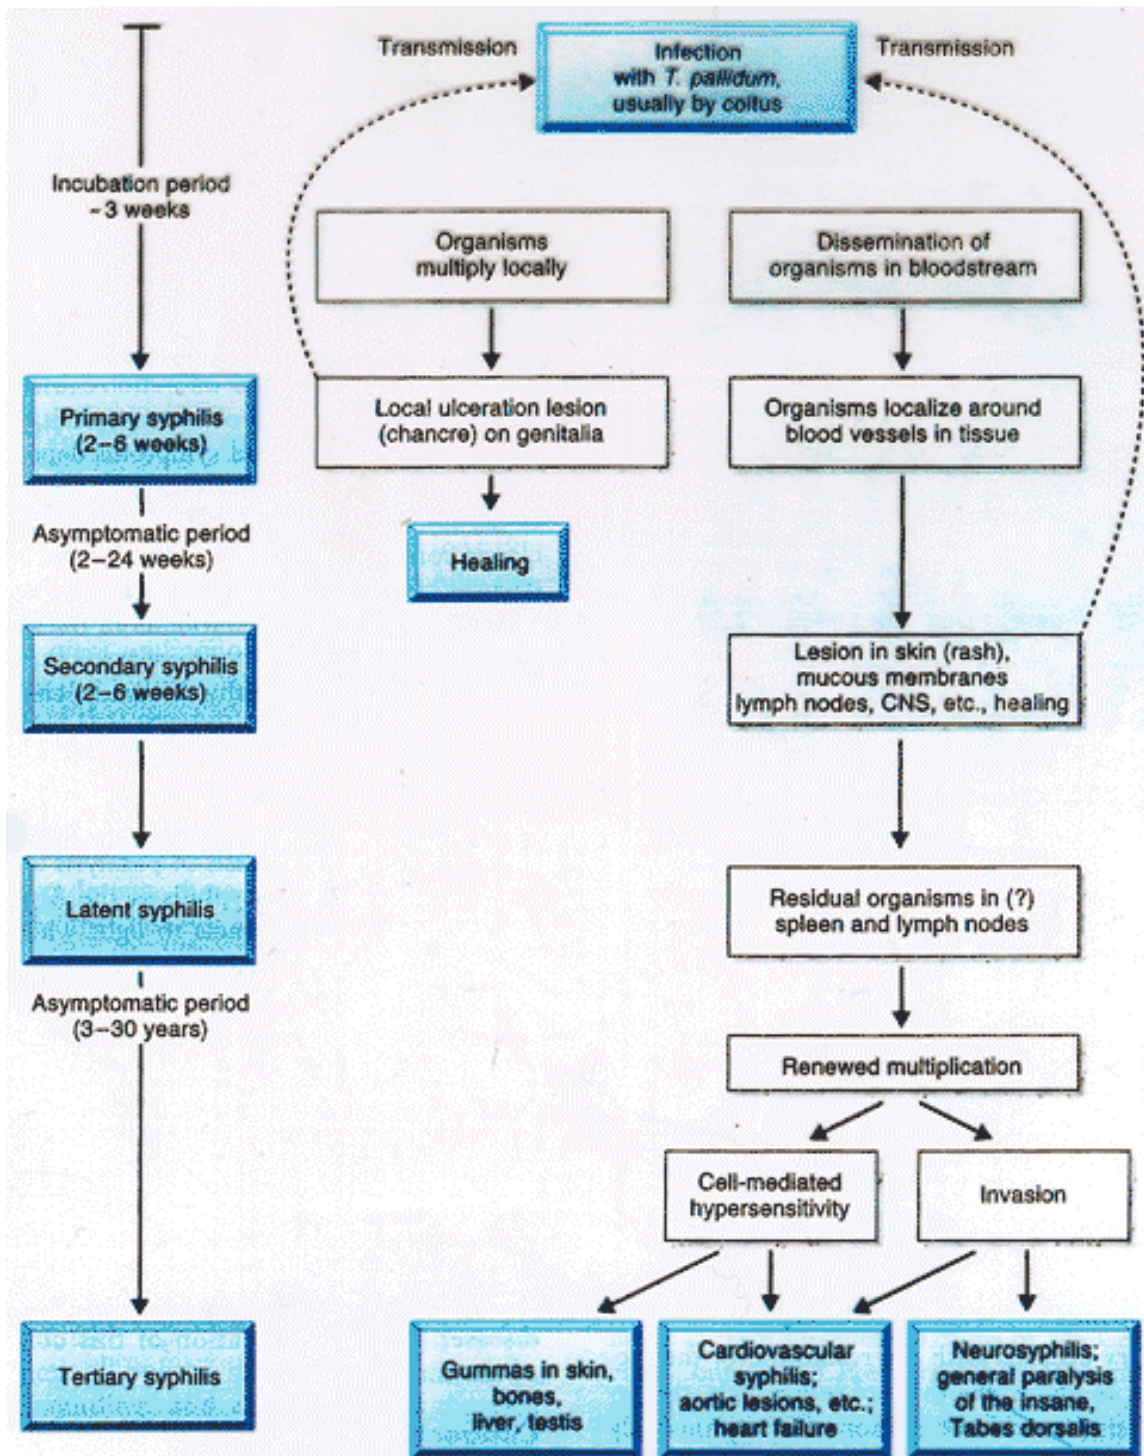 Transmission
Infection
with T. pallidum,
usually by coitus
Transmission
Incubation period
~3 weeks
Organisms
multiply locally
Dissemination of
organisms in bloodstream
Primary syphilis
(2–6 weeks)
Local ulceration lesion
(chancre) on genitalia
Organisms localize around
blood vessels in tissue
Asymptomatic period
(2–24 weeks)
Healing
Secondary syphilis
(2–6 weeks)
Lesion in skin (rash),
mucous membranes
lymph nodes, CNS, etc., healing
Latent syphilis
Residual organisms in (?)
spleen and lymph nodes
Asymptomatic period
(3–30 years)
Renewed multiplication
Cell-mediated
hypersensitivity
Invasion
Tertiary syphilis
Gummas in skin,
bones,
liver, testis
Cardiovascular
syphilis;
aortic lesions, etc.;
heart failure
Neurosyphilis;
general paralysis
of the insane,
Tabes dorsalis